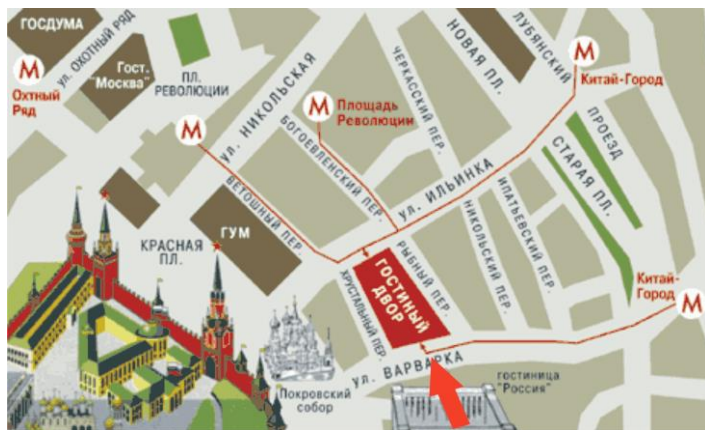 ГОСДУМА
ул. ОХОТНЫЙ РЯД
М
Охотный
Ряд
Гост.
"Москва"
ПЛ.
РЕВОЛЮЦИИ
М
ул. НИКОЛЬСКАЯ
М
Площадь
Революции
БОГОЕВЛЕНСКИЙ ПЕР.
ЧЕРКАССКИЙ ПЕР.
НОВАЯ ПЛ.
ЛУБЯНСКИЙ
М
Китай-Город
ПРОЕЗД
СТАРАЯ ПЛ.
ул. ИЛЬИНКА
ВЕТОШНЫЙ ПЕР.
ГУМ
КРАСНАЯ
ПЛ.
ИПАТЬЕВСКИЙ ПЕР.
НИКОЛЬСКИЙ ПЕР.
РЫБНЫЙ ПЕР.
ГОСТИНЫЙ
ДВОР
ХРУСТАЛЬНЫЙ ПЕР.
Китай-
Город
М
ул. ВАРВАРКА
Покровский
собор
гостиница
"Россия"